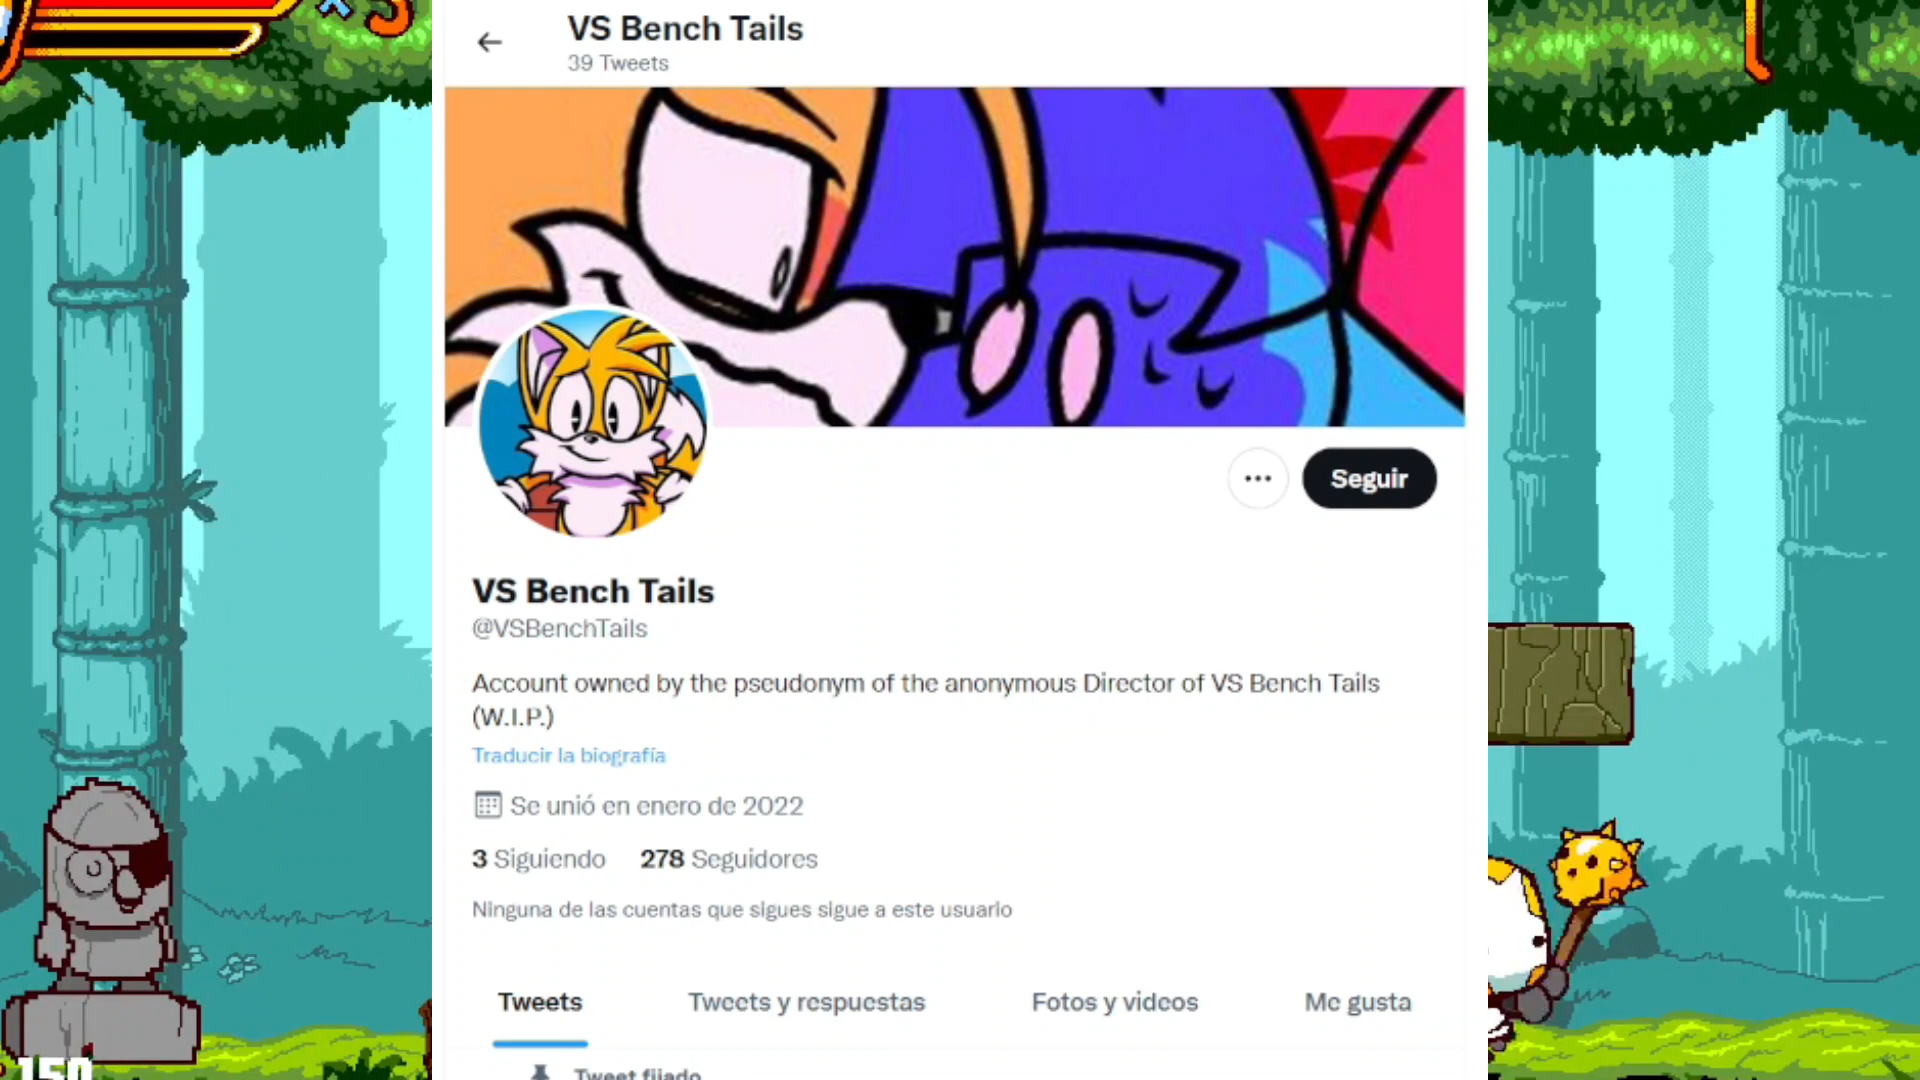 VS Bench Tails
39 Tweets
Seguir
VS Bench Tails
@VSBenchTails
Account owned by the pseudonym of the anonymous Director of VS Bench Tails
(W.I.P.)
Traducir la biografía
Se unió en enero de 2022
3 Siguiendo 278 Seguidores
Ninguna de las cuentas que sigues sigue a este usuario
Tweets Tweets y respuestas Fotos y videos Me gusta
Tweet fijado
150